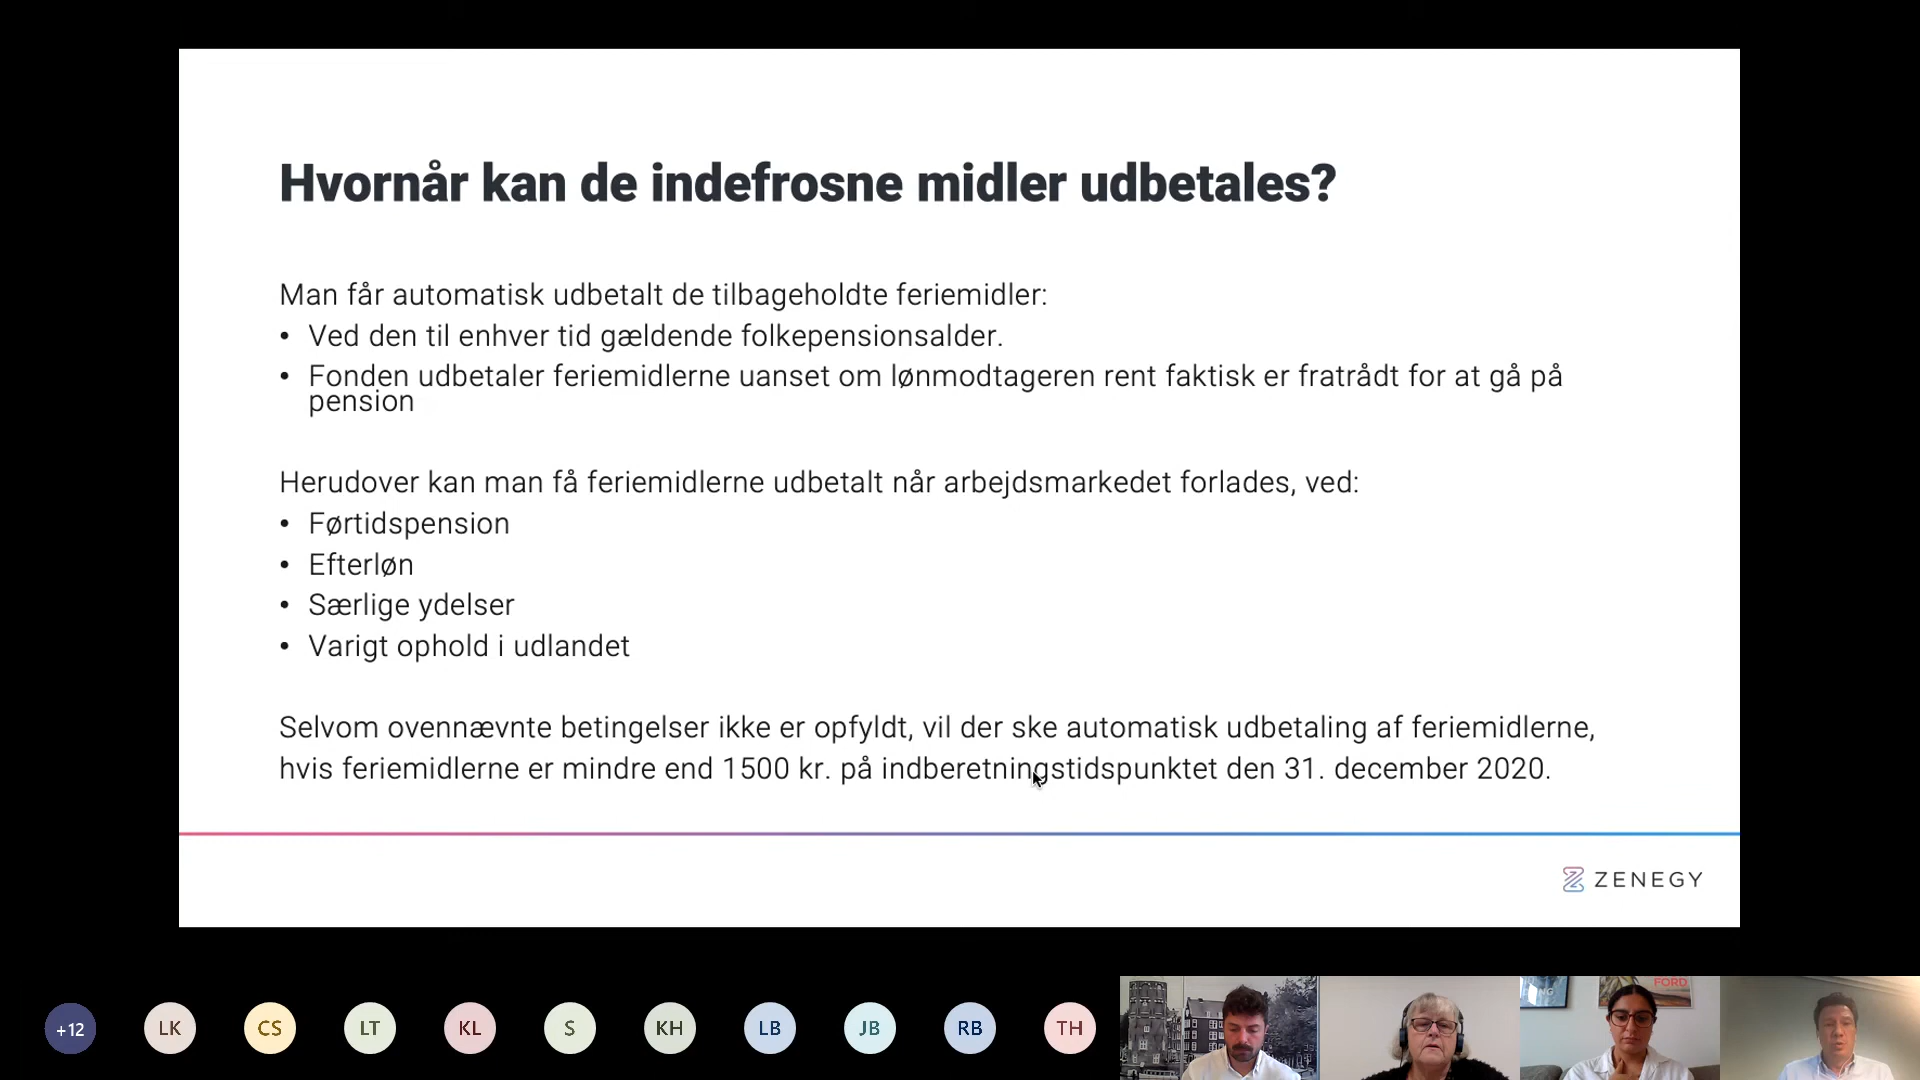 Hvornår kan de indefrosne midler udbetales?
Man får automatisk udbetalt de tilbageholdte feriemidler:
• Ved den til enhver tid gældende folkepensionsalder.
• Fonden udbetaler feriemidlerne uanset om lønmodtageren rent faktisk er fratrådt for at gå på
pension
Herudover kan man få feriemidlerne udbetalt når arbejdsmarkedet forlades, ved:
• Førtidspension
• Efterløn
• Særlige ydelser
• Varigt ophold i udlandet
Selvom ovennævnte betingelser ikke er opfyldt, vil der ske automatisk udbetaling af feriemidlerne,
hvis feriemidlerne er mindre end 1500 kr. på indberetningstidspunktet den 31. december 2020.
ZENEGY
+12
LK
CS
LT
KL
S
KH
LB
JB
RB
TH
FORD